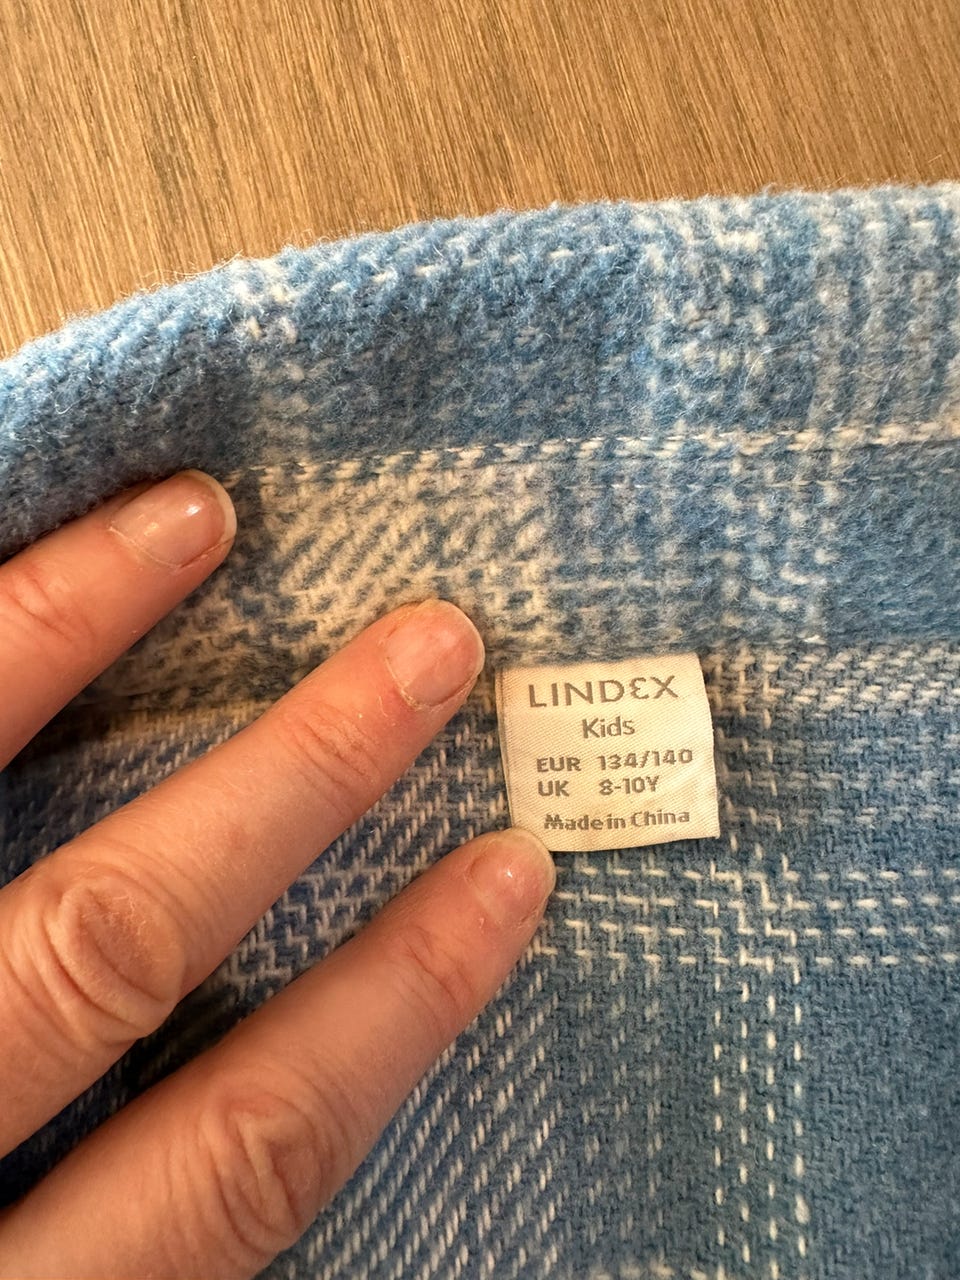 LINDEX
Kids
EUR 134/140
UK 8-10Y
Made in China